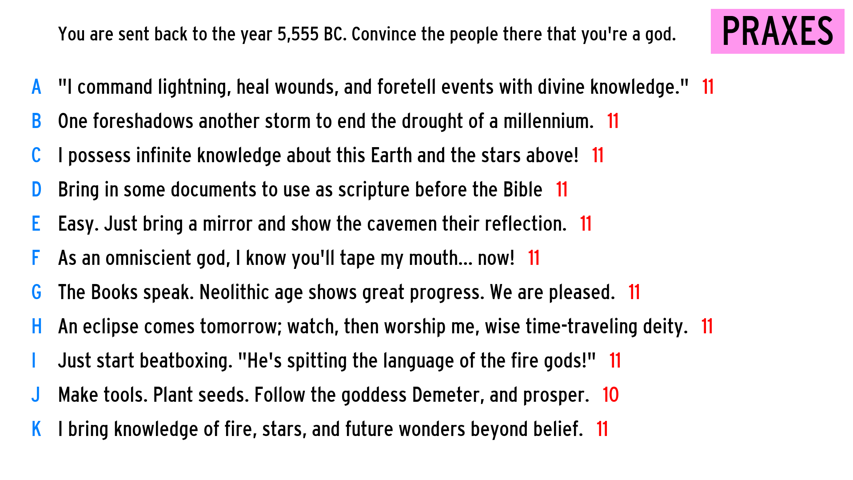 You are sent back to the year 5,555 BC. Convince the people there that you're a god.
PRAXES
A "I command lightning, heal wounds, and foretell events with divine knowledge." 11
B One foreshadows another storm to end the drought of a millennium. 11
C I possess infinite knowledge about this Earth and the stars above! 11
D Bring in some documents to use as scripture before the Bible 11
E Easy. Just bring a mirror and show the cavemen their reflection. 11
F As an omniscient god, I know you'll tape my mouth... now! 11
G The Books speak. Neolithic age shows great progress. We are pleased. 11
H An eclipse comes tomorrow; watch, then worship me, wise time-traveling deity. 11
I Just start beatboxing. "He's spitting the language of the fire gods!" 11
J Make tools. Plant seeds. Follow the goddess Demeter, and prosper. 10
K I bring knowledge of fire, stars, and future wonders beyond belief. 11